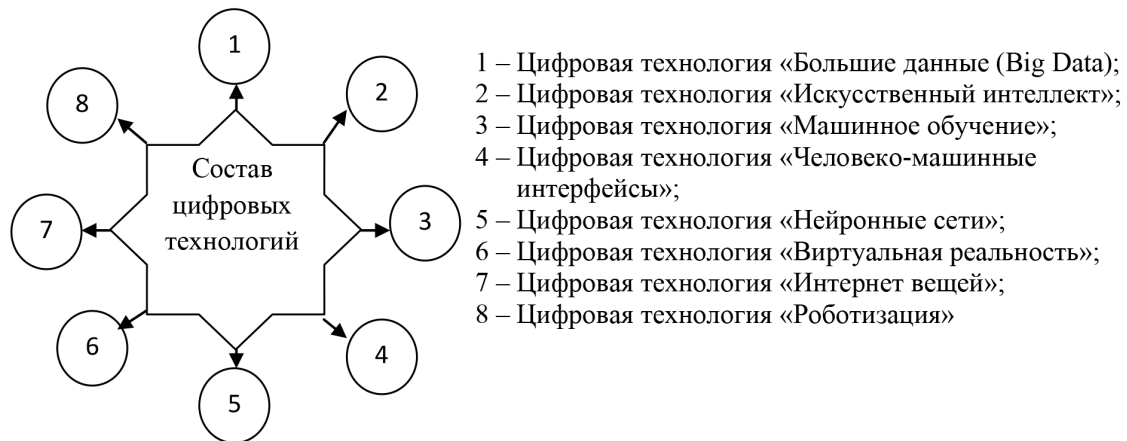 1
2
3
4
5
6
7
8
Состав
цифровых
технологий
1 – Цифровая технология «Большие данные (Big Data);
2 – Цифровая технология «Искусственный интеллект»;
3 – Цифровая технология «Машинное обучение»;
4 – Цифровая технология «Человеко-машинные
интерфейсы»;
5 – Цифровая технология «Нейронные сети»;
6 – Цифровая технология «Виртуальная реальность»;
7 – Цифровая технология «Интернет вещей»;
8 – Цифровая технология «Роботизация»